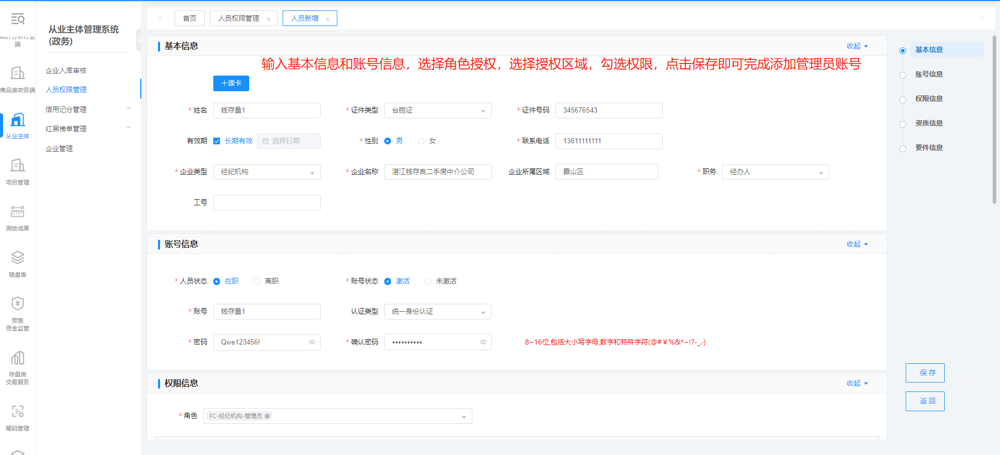 统计分析行业
端
商品房政务端
从业主体
项目管理
测绘成果
楼盘表
预售
资金监管
存量房
交易服务
赋码管理
从业主体管理系统
(政务)
企业入库审核
人员权限管理
信用记分管理
红黑榜单管理
企业管理
首页
人员权限管理 x
人员新增 x
基本信息 收起
输入基本信息和账号信息，选择角色授权，选择授权区域，勾选权限，点击保存即可完成添加管理员账号
+读卡
* 姓名 钱存量1 * 证件类型 台胞证 * 证件号码 345676543
有效期 长期有效 选择日期 * 性别 男 女 * 联系电话 13611111111
* 企业类型 经纪机构 * 企业名称 湛江钱存良二手房中介公司 企业所属区域 霞山区 * 职务 经办人
工号
账号信息 收起
* 人员状态 在职 离职 * 账号状态 激活 未激活
* 账号 钱存量1 认证类型 统一身份认证
* 密码 Qwe123456! * 确认密码 •••••••••• 8~16位,包括大小写字母,数字和特殊字符(@#￥%&*~!?-_.·)
权限信息 收起
* 角色 FC-经纪机构-管理员
基本信息
账号信息
权限信息
资质信息
要件信息
保 存
返 回